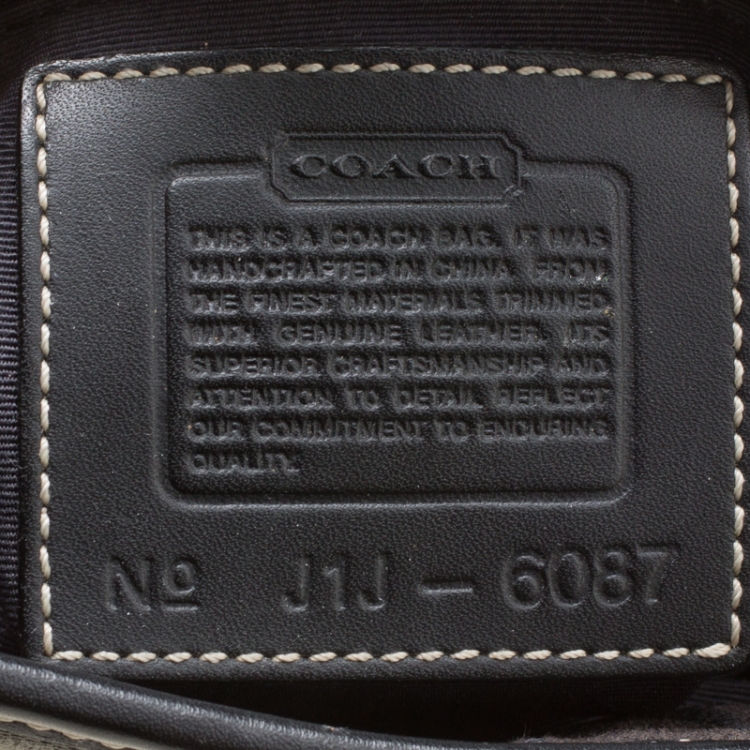 COACH
THIS IS A COACH BAG. IT WAS
HANDCRAFTED IN CHINA FROM
THE FINEST MATERIALS TRIMMED
WITH GENUINE LEATHER. ITS
SUPERIOR CRAFTSMANSHIP AND
ATTENTION TO DETAIL REFLECT
OUR COMMITMENT TO ENDURING
QUALITY.
Nº J1J – 6087